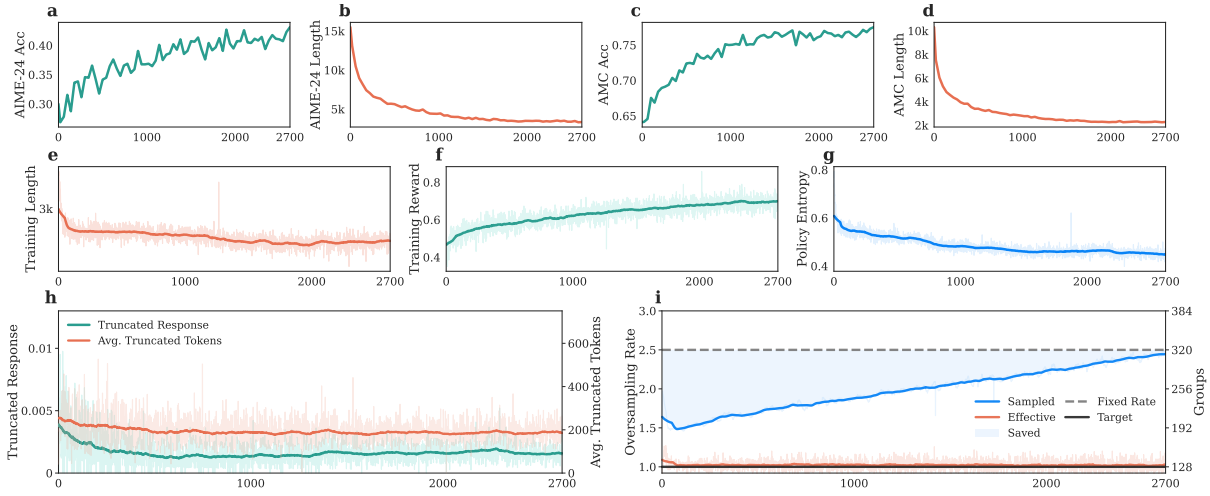 a
AIME-24 Acc
0.40
0.35
0.30
0
1000
2000
2700
b
AIME-24 Length
15k
10k
5k
0
1000
2000
2700
c
AMC Acc
0.75
0.70
0.65
0
1000
2000
2700
d
AMC Length
10k
8k
6k
4k
2k
0
1000
2000
2700
e
Training Length
3k
0
1000
2000
2700
f
Training Reward
0.8
0.6
0.4
0
1000
2000
2700
g
Policy Entropy
0.8
0.6
0.4
0
1000
2000
2700
h
Truncated Response
0.01
0.005
0
Truncated Response
Avg. Truncated Tokens
600
400
200
0
Avg. Truncated Tokens
0
1000
2000
2700
i
Oversampling Rate
3.0
2.5
2.0
1.5
1.0
Sampled
Effective
Saved
Fixed Rate
Target
384
320
256
192
128
Groups
0
1000
2000
2700